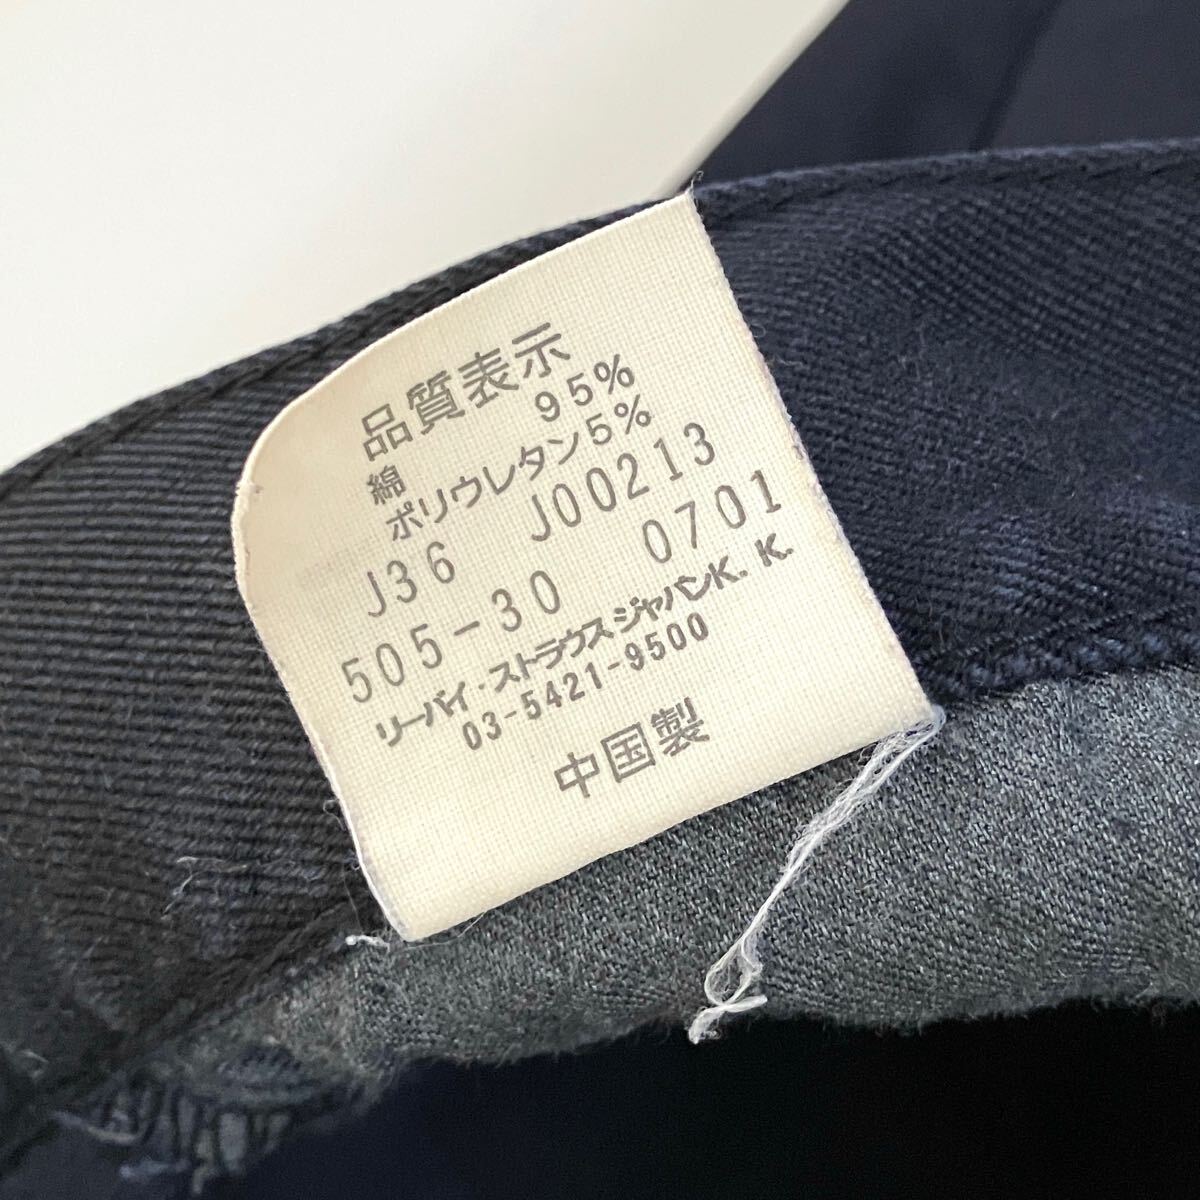 品質表示
綿 95%
ポリウレタン5%
J36 J00213
505-30 0701
リーバイ・ストラウスジャパンK.K.
03-5421-9500
中国製